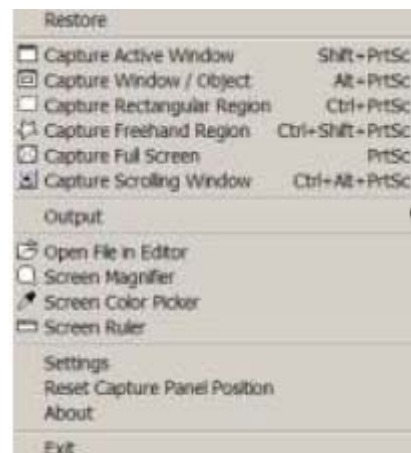 Restore
Capture Active Window Shift+PrtSc
Capture Window / Object Alt+PrtSc
Capture Rectangular Region Ctrl+PrtSc
Capture Freehand Region Ctrl+Shift+PrtSc
Capture Full Screen PrtSc
Capture Scrolling Window Ctrl+Alt+PrtSc
Output
Open File in Editor
Screen Magnifier
Screen Color Picker
Screen Ruler
Settings
Reset Capture Panel Position
About
Exit